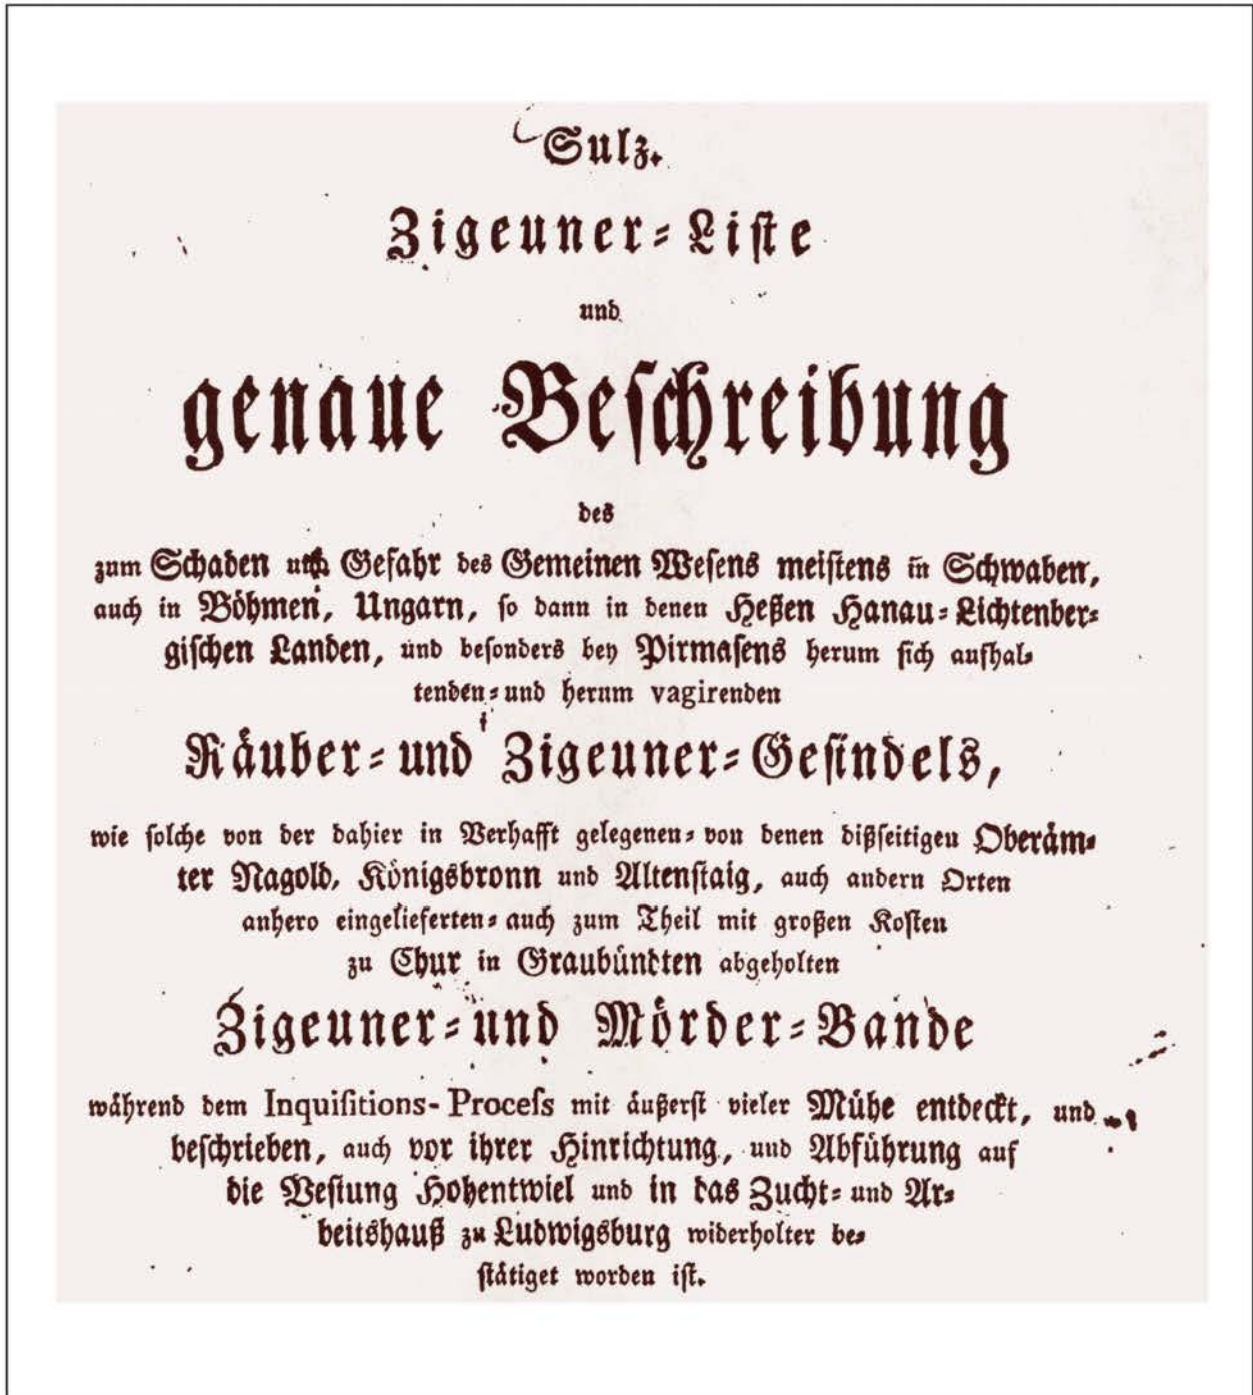 Sulz.
Zigeuner-Liste
und
genaue Beschreibung
des
zum Schaden und Gefahr des Gemeinen Wesens meistens in Schwaben,
auch in Böhmen, Ungarn, so dann in denen Heßen Hanau-Lichtenber-
gischen Landen, und besonders bey Pirmasens herum sich aufhal-
tenden- und herum vagirenden
Räuber- und Zigeuner-Gesindels,
wie solche von der dahier in Verhafft gelegenen- von denen dißseitigen Oberäm-
ter Nagold, Königsbronn und Altenstaig, auch andern Orten
anhero eingelieferten- auch zum Theil mit großen Kosten
zu Chur in Graubündten abgeholten
Zigeuner- und Mörder-Bande
während dem Inquisitions-Process mit äußerst vieler Mühe entdeckt, und
beschrieben, auch vor ihrer Hinrichtung, und Abführung auf
die Vestung Hohentwiel und in das Zucht- und Ar-
beitshauß zu Ludwigsburg widerholter be-
stätiget worden ist.